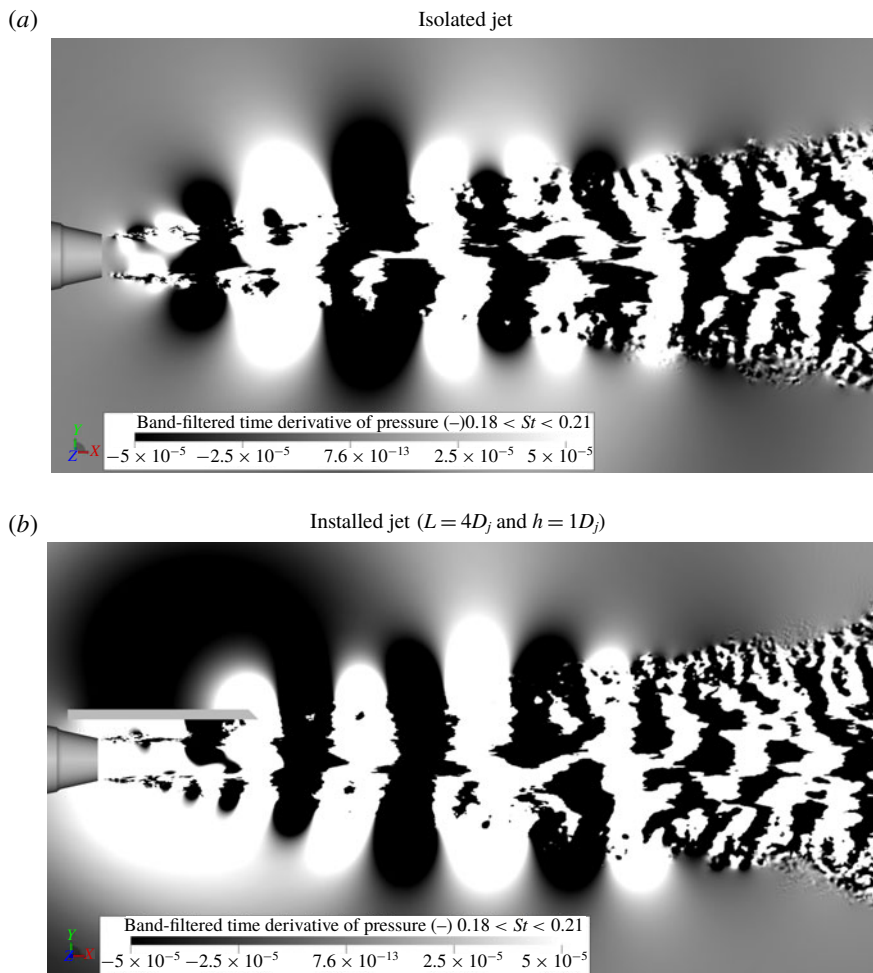 (a)
Isolated jet
Band-filtered time derivative of pressure (–)0.18 < St < 0.21
Y
Z X
−5 × 10⁻⁵ −2.5 × 10⁻⁵ 7.6 × 10⁻¹³ 2.5 × 10⁻⁵ 5 × 10⁻⁵
(b)
Installed jet (L = 4Dⱼ and h = 1Dⱼ)
Band-filtered time derivative of pressure (–) 0.18 < St < 0.21
Y
Z X
−5 × 10⁻⁵ −2.5 × 10⁻⁵ 7.6 × 10⁻¹³ 2.5 × 10⁻⁵ 5 × 10⁻⁵